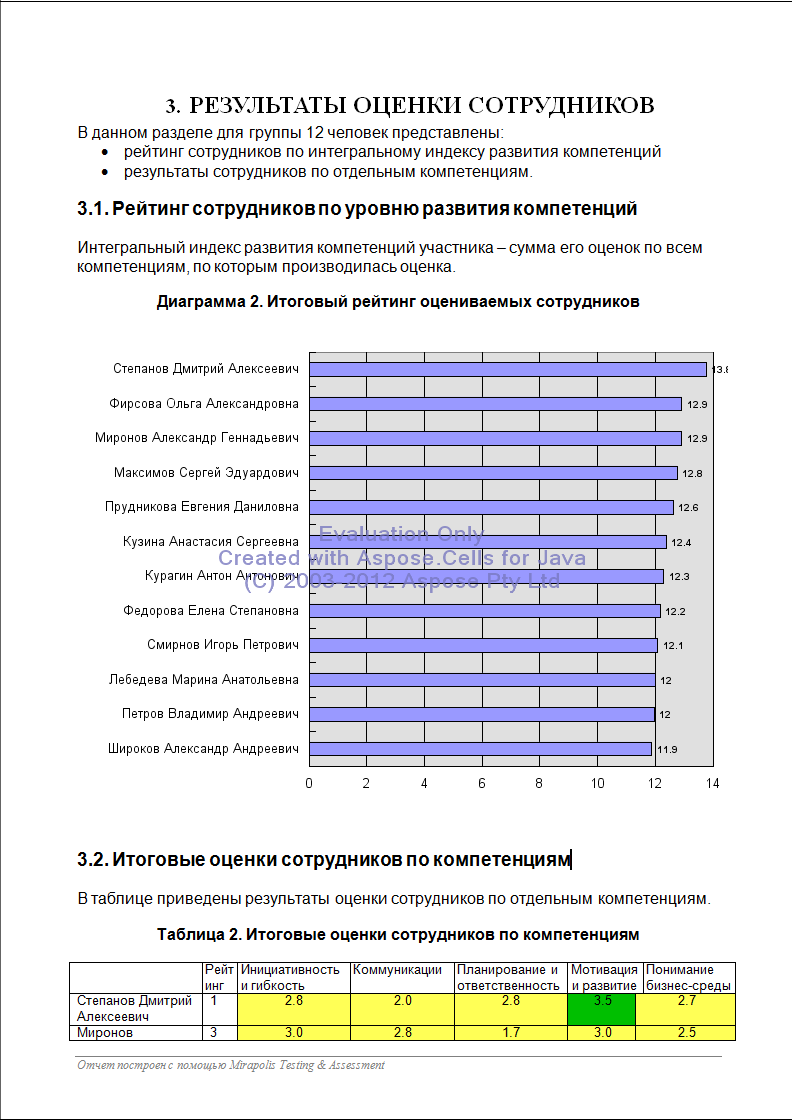 3. РЕЗУЛЬТАТЫ ОЦЕНКИ СОТРУДНИКОВ
В данном разделе для группы 12 человек представлены:
• рейтинг сотрудников по интегральному индексу развития компетенций
• результаты сотрудников по отдельным компетенциям.
3.1. Рейтинг сотрудников по уровню развития компетенций
Интегральный индекс развития компетенций участника – сумма его оценок по всем
компетенциям, по которым производилась оценка.
Диаграмма 2. Итоговый рейтинг оцениваемых сотрудников
Степанов Дмитрий Алексеевич 13.8
Фирсова Ольга Александровна 12.9
Миронов Александр Геннадьевич 12.9
Максимов Сергей Эдуардович 12.8
Прудникова Евгения Даниловна 12.6
Evaluation Only
Кузина Анастасия Сергеевна 12.4
Created with Aspose.Cells for Java
Курагин Антон Антонович 12.3
(C) 2003-2012 Aspose Pty Ltd
Федорова Елена Степановна 12.2
Смирнов Игорь Петрович 12.1
Лебедева Марина Анатольевна 12
Петров Владимир Андреевич 12
Широков Александр Андреевич 11.9
0 2 4 6 8 10 12 14
3.2. Итоговые оценки сотрудников по компетенциям
В таблице приведены результаты оценки сотрудников по отдельным компетенциям.
Таблица 2. Итоговые оценки сотрудников по компетенциям
Рейт Инициативность Коммуникации Планирование и Мотивация Понимание
инг и гибкость ответственность и развитие бизнес-среды
Степанов Дмитрий 1 2.8 2.0 2.8 3.5 2.7
Алексеевич
Миронов 3 3.0 2.8 1.7 3.0 2.5
Отчет построен с помощью Mirapolis Testing & Assessment